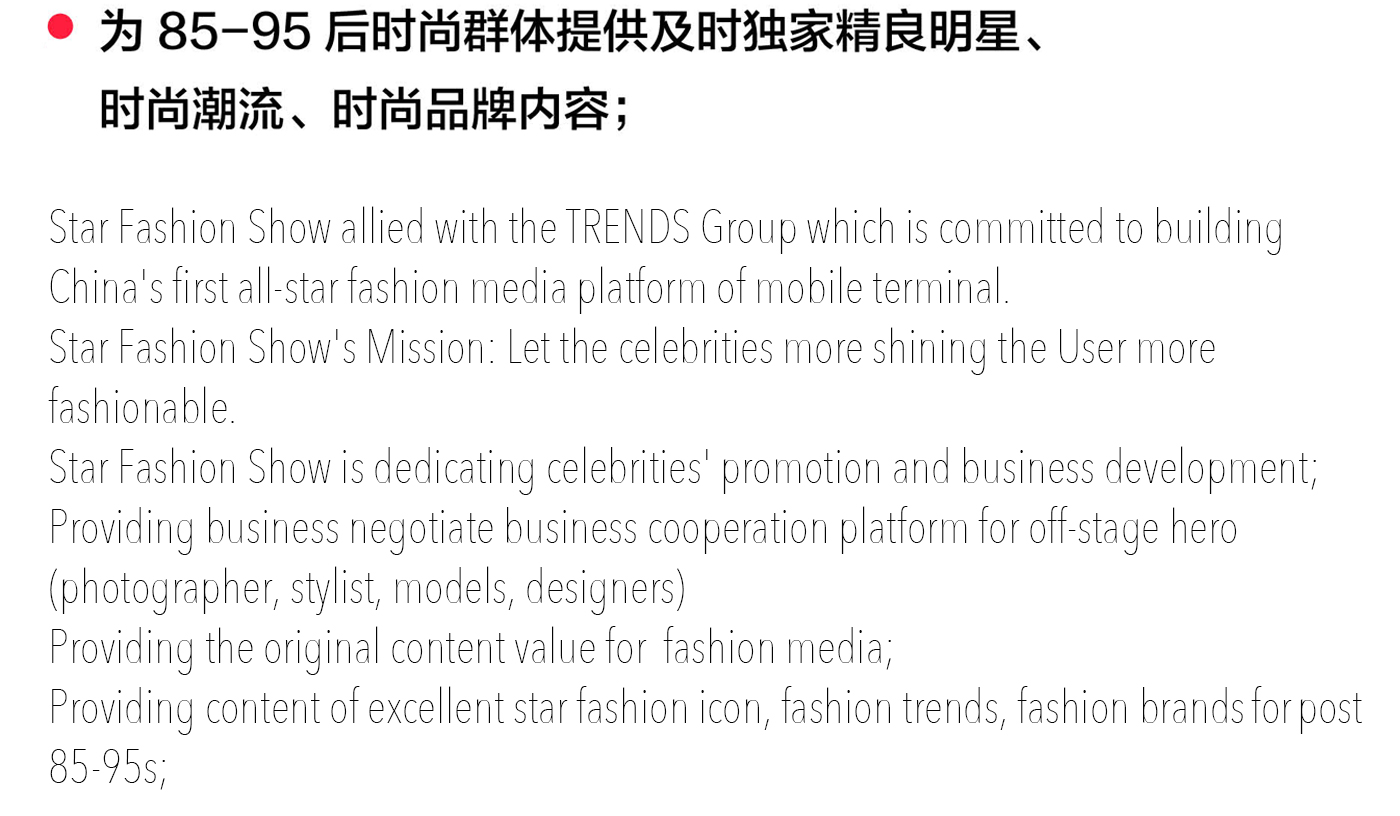 为 85-95 后时尚群体提供及时独家精良明星、
时尚潮流、时尚品牌内容；
Star Fashion Show allied with the TRENDS Group which is committed to building
China's first all-star fashion media platform of mobile terminal.
Star Fashion Show's Mission: Let the celebrities more shining the User more
fashionable.
Star Fashion Show is dedicating celebrities' promotion and business development;
Providing business negotiate business cooperation platform for off-stage hero
(photographer, stylist, models, designers)
Providing the original content value for  fashion media;
Providing content of excellent star fashion icon, fashion trends, fashion brands for post
85-95s;